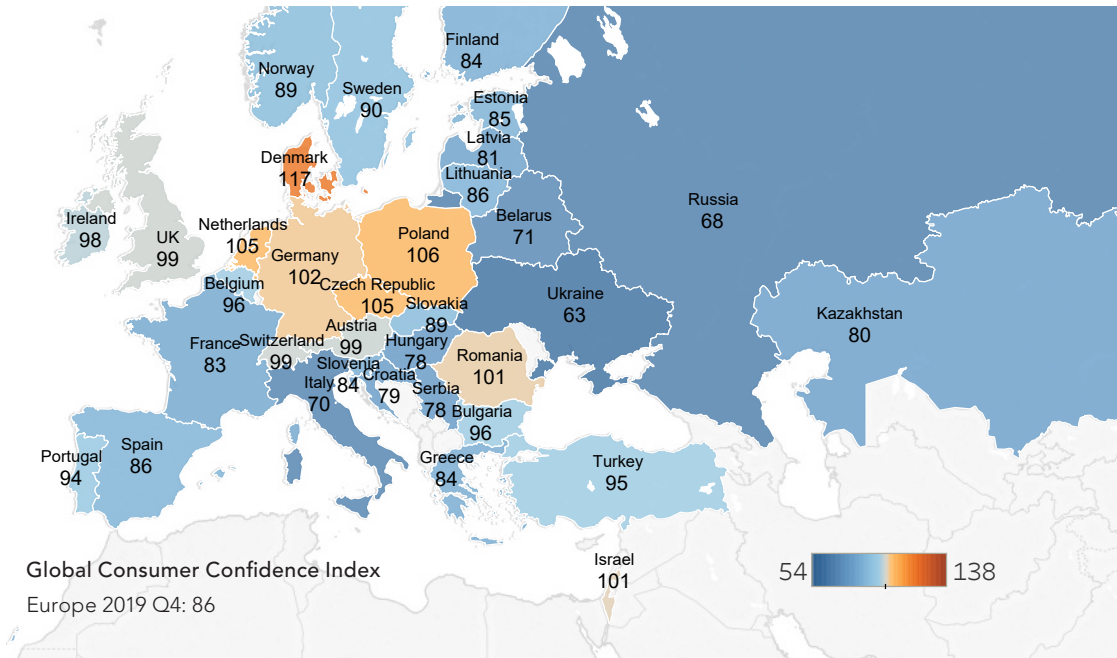 Finland
84
Norway
89
Sweden
90
Estonia
85
Latvia
81
Denmark
117
Lithuania
86
Russia
68
Ireland
98
Netherlands
105
Belarus
71
UK
99
Poland
106
Germany
102
Belgium
96
Czech Republic
105
Slovakia
89
Ukraine
63
Kazakhstan
80
Austria
99
France
83
Switzerland
99
Hungary
78
Romania
101
Slovenia
84
Croatia
79
Italy
70
Serbia
78
Bulgaria
96
Portugal
94
Spain
86
Greece
84
Turkey
95
Israel
101
Global Consumer Confidence Index
Europe 2019 Q4: 86
54
138